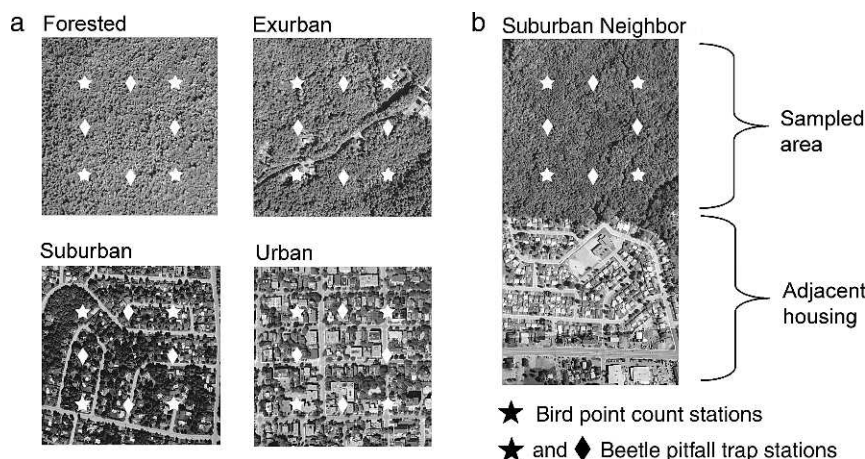 a
Forested
Exurban
Suburban
Urban
b
Suburban Neighbor
Sampled
area
Adjacent
housing
★ Bird point count stations
★ and ♦ Beetle pitfall trap stations